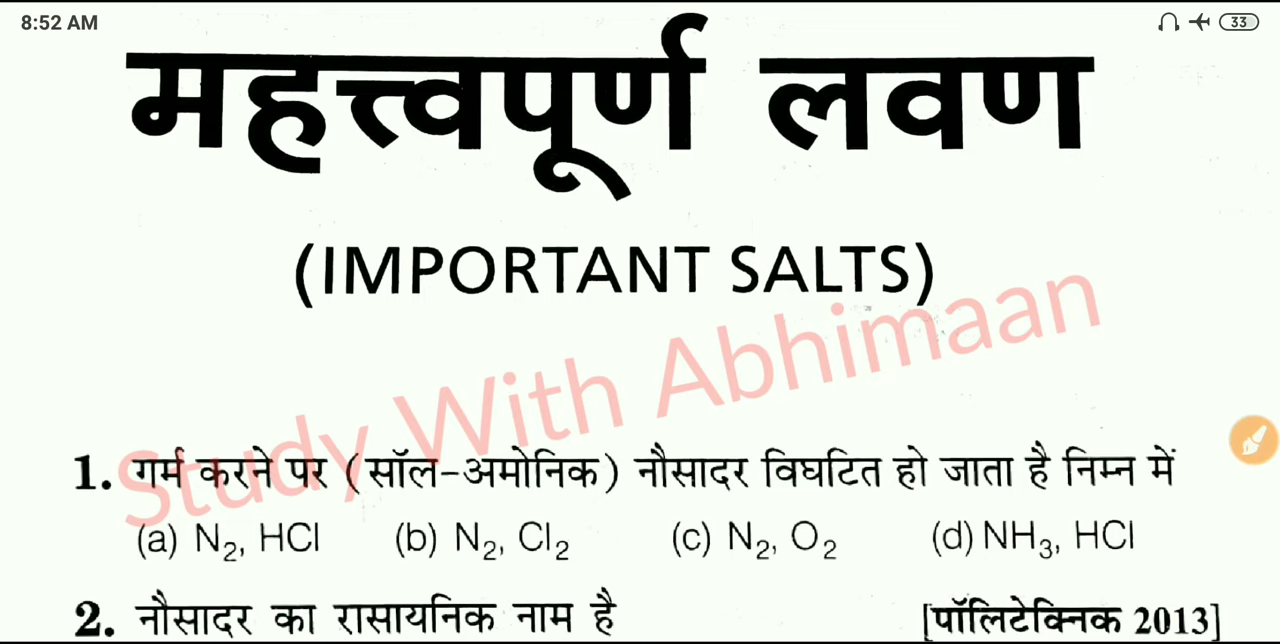 8:52 AM 33
महत्त्वपूर्ण लवण
(IMPORTANT SALTS)
Study With Abhimaan
1. गर्म करने पर (सॉल-अमोनिक) नौसादर विघटित हो जाता है निम्न में
(a) N₂, HCl (b) N₂, Cl₂ (c) N₂, O₂ (d) NH₃, HCl
2. नौसादर का रासायनिक नाम है [पॉलिटेक्निक 2013]